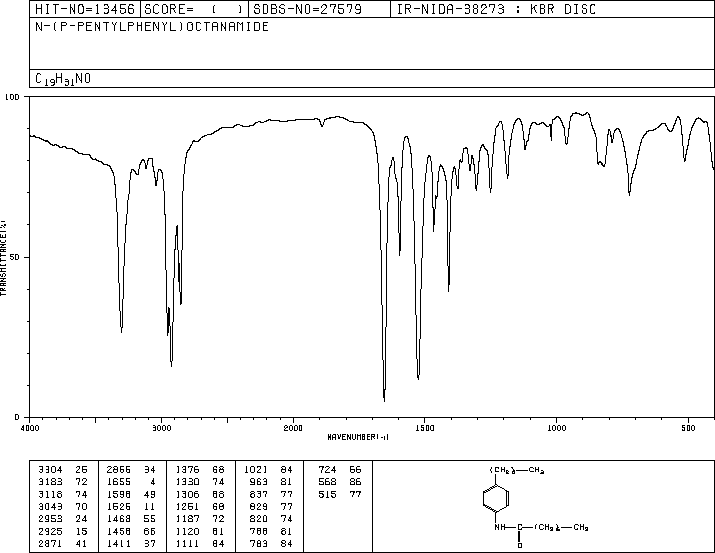 HIT-NO=13456 SCORE= ( ) SDBS-NO=27579 IR-NIDA-38273 : KBR DISC
N-(P-PENTYLPHENYL)OCTANAMIDE
C19H31NO
100
50
0
TRANSMITTANCE(%)
4000 3000 2000 1500 1000 500
WAVENUMBER(-1)
3304 26 2856 34 1376 68 1021 84 724 66
3183 72 1655 4 1330 74 963 81 568 86
3118 74 1598 49 1306 68 837 77 515 77
3043 70 1526 11 1251 68 829 77
2953 24 1468 55 1187 72 820 74
2925 15 1458 66 1120 81 788 81
2871 41 1411 37 1111 84 783 84
NH C
O